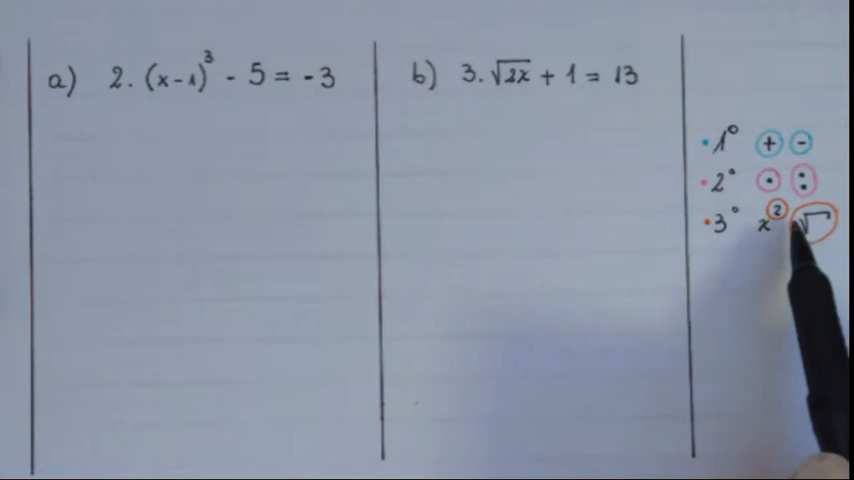 a) 2. (x-1)³ - 5 = -3
b) 3. √2x + 1 = 13
• 1° + -
• 2° • :
• 3° x² √